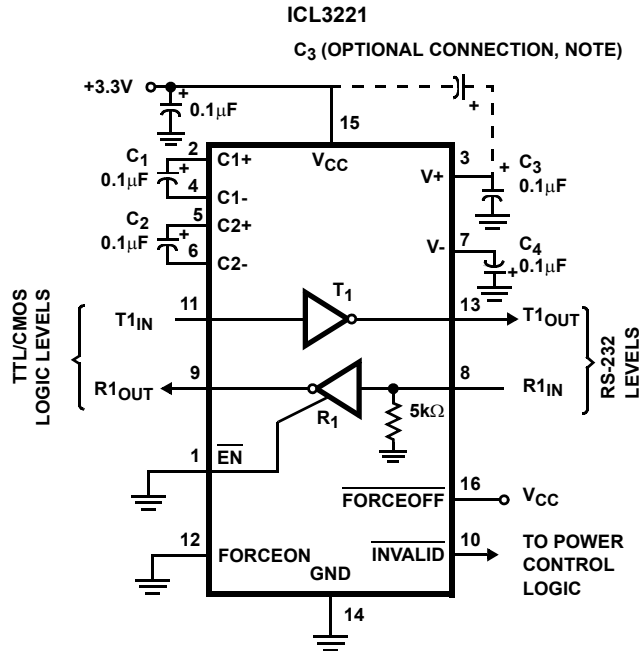 ICL3221
C3 (OPTIONAL CONNECTION, NOTE)
+3.3V
+
0.1μF
+
15
2
C1+
VCC
3
C1
0.1μF
+
4
C1-
V+
+
C3
0.1μF
5
C2+
C2
0.1μF
+
6
C2-
V-
7
C4
0.1μF
+
T1
TTL/CMOS
LOGIC LEVELS
T1IN
11
13
T1OUT
RS-232
LEVELS
R1OUT
9
8
R1IN
R1
5kΩ
1
EN
16
FORCEOFF
VCC
12
FORCEON
INVALID
10
TO POWER
CONTROL
LOGIC
GND
14